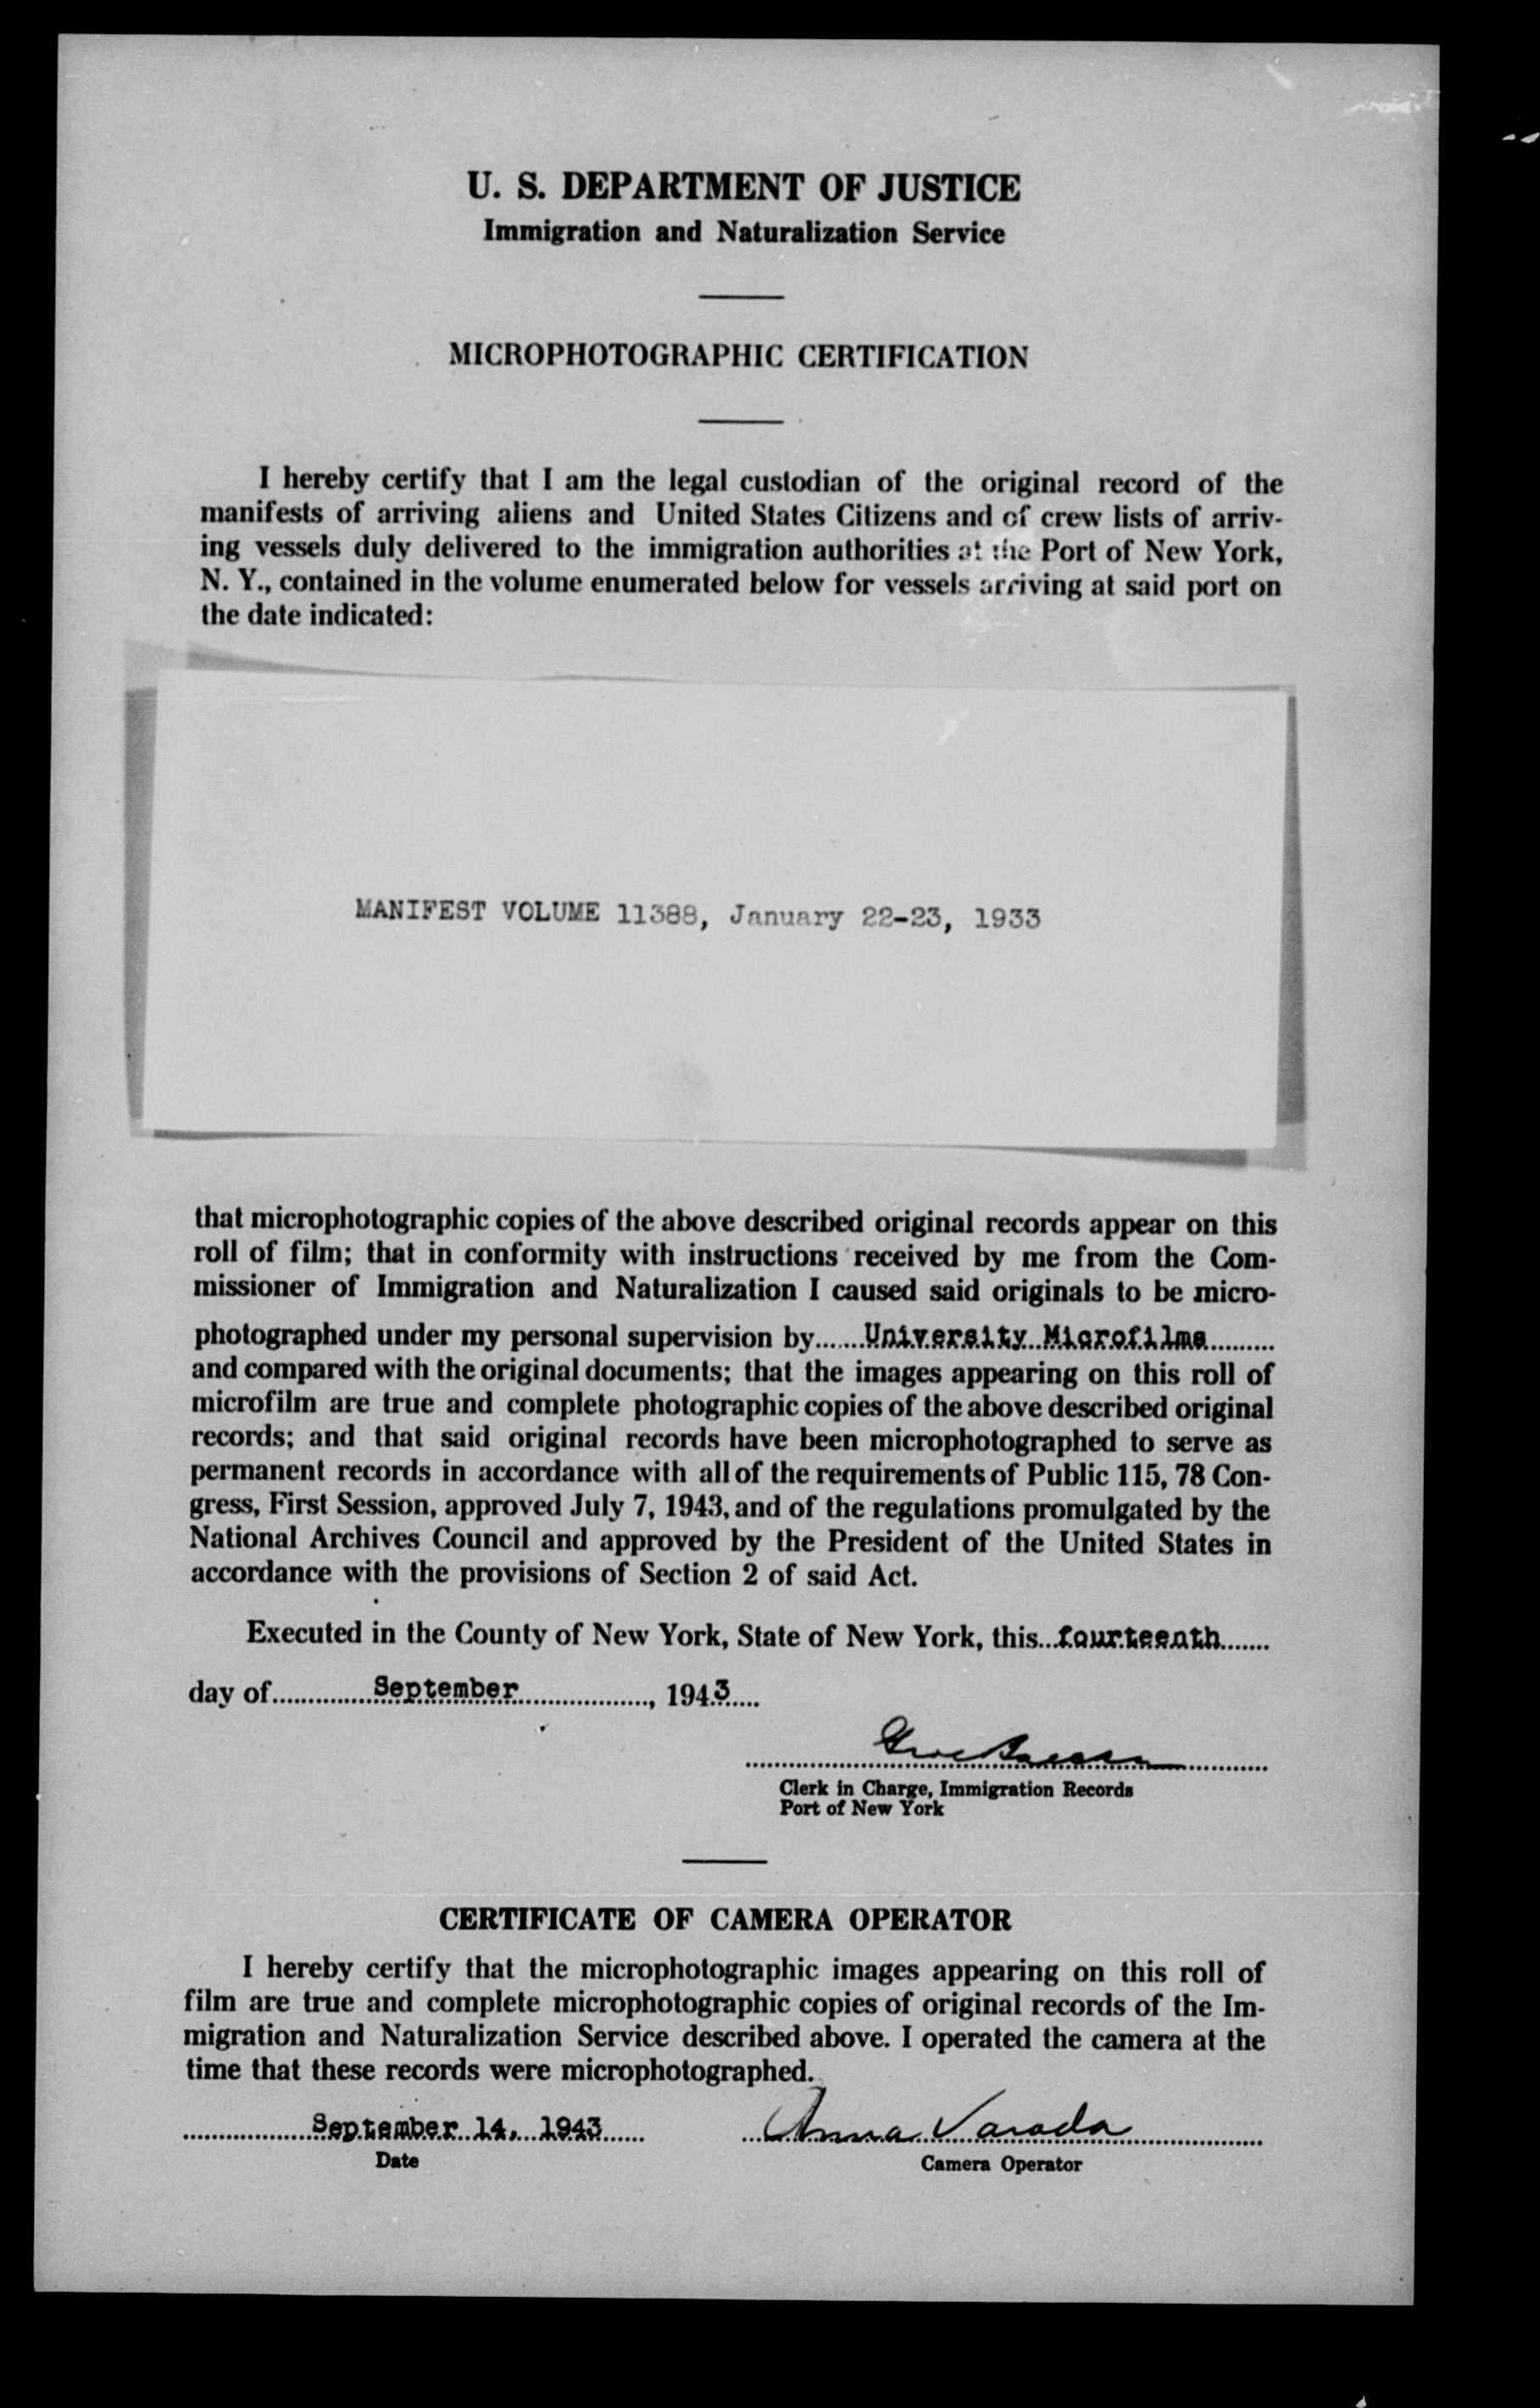 U. S. DEPARTMENT OF JUSTICE
Immigration and Naturalization Service
MICROPHOTOGRAPHIC CERTIFICATION
I hereby certify that I am the legal custodian of the original record of the
manifests of arriving aliens and United States Citizens and of crew lists of arriv-
ing vessels duly delivered to the immigration authorities at the Port of New York,
N. Y., contained in the volume enumerated below for vessels arriving at said port on
the date indicated:
MANIFEST VOLUME 11388, January 22-23, 1933
that microphotographic copies of the above described original records appear on this
roll of film; that in conformity with instructions received by me from the Com-
missioner of Immigration and Naturalization I caused said originals to be micro-
photographed under my personal supervision by......University Microfilms..........
and compared with the original documents; that the images appearing on this roll of
microfilm are true and complete photographic copies of the above described original
records; and that said original records have been microphotographed to serve as
permanent records in accordance with all of the requirements of Public 115, 78 Con-
gress, First Session, approved July 7, 1943, and of the regulations promulgated by the
National Archives Council and approved by the President of the United States in
accordance with the provisions of Section 2 of said Act.
Executed in the County of New York, State of New York, this...fourteenth.......
day of..............September..................., 1943....
Clerk in Charge, Immigration Records
Port of New York
CERTIFICATE OF CAMERA OPERATOR
I hereby certify that the microphotographic images appearing on this roll of
film are true and complete microphotographic copies of original records of the Im-
migration and Naturalization Service described above. I operated the camera at the
time that these records were microphotographed.
September 14, 1943 Anna Varada
Date Camera Operator